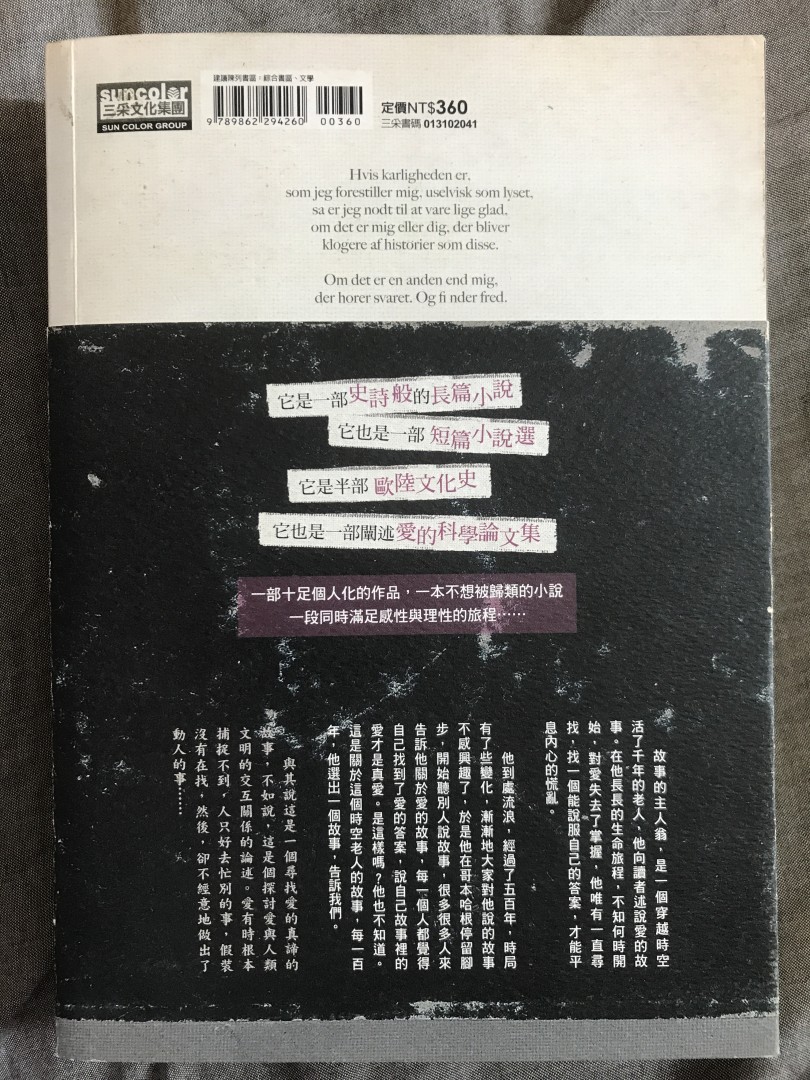 suncolor
三采文化集團
SUN COLOR GROUP
建議陳列書區：綜合書區、文學
9 789862 294260
00360
定價NT$360
三采書碼 013102041
Hvis karligheden er,
som jeg forestiller mig, uselvisk som lyset,
sa er jeg nodt til at vare lige glad,
om det er mig eller dig, der bliver
klogere af historier som disse.
Om det er en anden end mig,
der horer svaret. Og fi nder fred.
它是一部史詩般的長篇小說
它也是一部 短篇小說選
它是半部 歐陸文化史
它也是一部闡述愛的科學論文集
一部十足個人化的作品，一本不想被歸類的小說
一段同時滿足感性與理性的旅程……
故事的主人翁，是一個穿越時空
活了千年的老人，他向讀者述說愛的故
事。在他長長的生命旅程，不知何時開
始，對愛失去了掌握，他唯有一直尋
找，找一個能說服自己的答案，才能平
息內心的慌亂。
他到處流浪，經過了五百年，時局
有了些變化，漸漸地大家對他說的故事
不感興趣了，於是他在哥本哈根停留腳
步，開始聽別人說故事，很多很多人來
告訴他關於愛的故事，每一個人都覺得
自己找到了愛的答案，說自己故事裡的
愛才是真愛。是這樣嗎？他也不知道。
這是關於這個時空老人的故事，每一百
年，他選出一個故事，告訴我們。
與其說這是一個尋找愛的真諦的
故事，不如說，這是個探討愛與人類
文明的交互關係的論述。愛有時根本
捕捉不到，人只好去忙別的事，假裝
沒有在找，然後，卻不經意地做出了
動人的事……